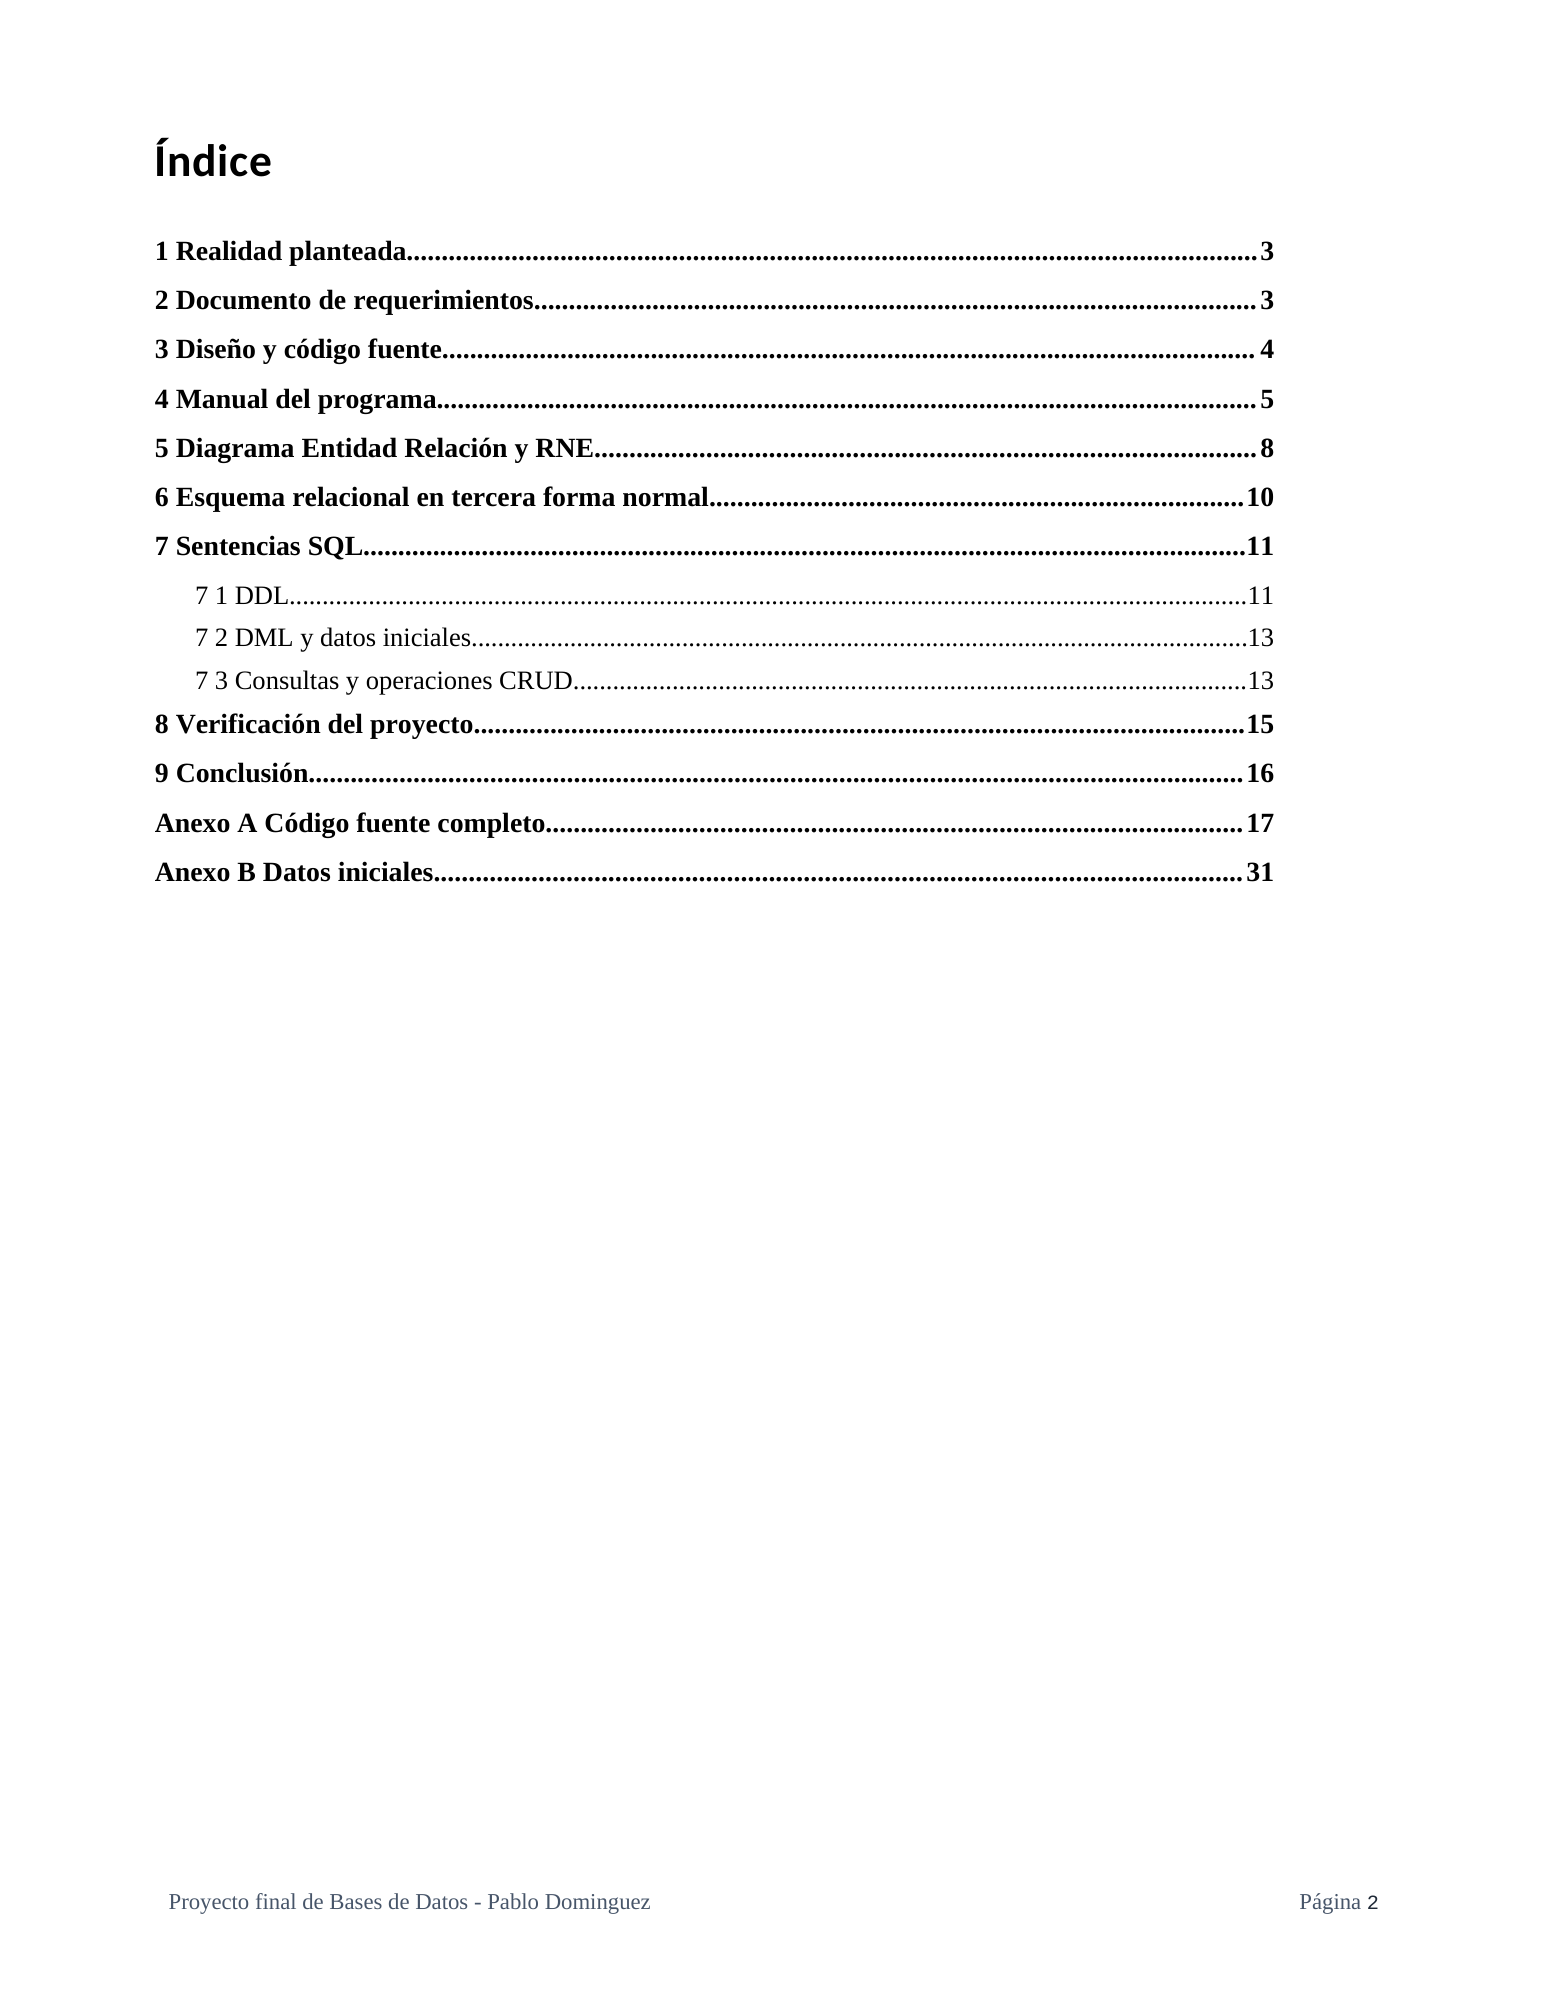 Índice
1 Realidad planteada........................................................................................................................3
2 Documento de requerimientos......................................................................................................3
3 Diseño y código fuente.................................................................................................................. 4
4 Manual del programa....................................................................................................................5
5 Diagrama Entidad Relación y RNE..............................................................................................8
6 Esquema relacional en tercera forma normal............................................................................10
7 Sentencias SQL.............................................................................................................................11
7 1 DDL..............................................................................................................................................11
7 2 DML y datos iniciales..................................................................................................................13
7 3 Consultas y operaciones CRUD....................................................................................................13
8 Verificación del proyecto..............................................................................................................15
9 Conclusión.....................................................................................................................................16
Anexo A Código fuente completo...................................................................................................17
Anexo B Datos iniciales...................................................................................................................31
Proyecto final de Bases de Datos - Pablo Dominguez Página 2